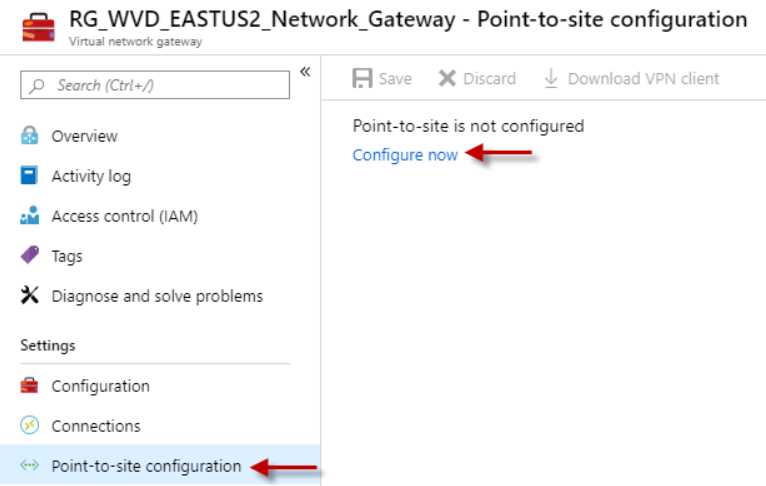 RG_WVD_EASTUS2_Network_Gateway - Point-to-site configuration
Virtual network gateway
Search (Ctrl+/)
«
Save
Discard
Download VPN client
Overview
Activity log
Access control (IAM)
Tags
Diagnose and solve problems
Settings
Configuration
Connections
Point-to-site configuration
Point-to-site is not configured
Configure now